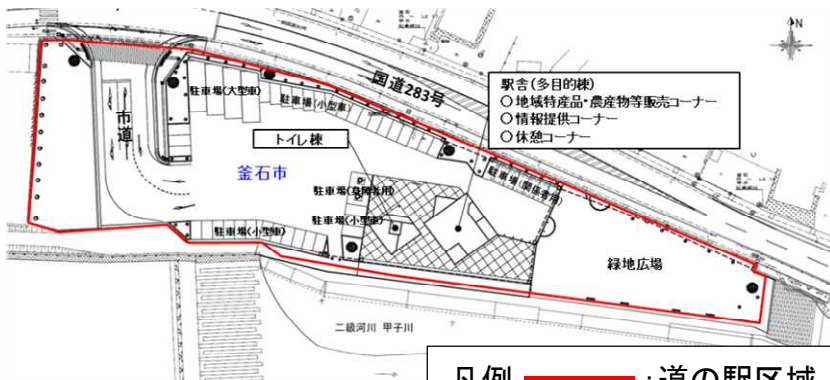 N
国道283号
駅舎(多目的棟)
○地域特産品・農産物等販売コーナー
○情報提供コーナー
○休憩コーナー
駐車場(大型車)
駐車場(小型車)
市道
トイレ棟
釜石市
駐車場(関係者用)
駐車場(身障者用)
駐車場(小型車)
駐車場(小型車)
緑地広場
二級河川 甲子川
凡例 :道の駅区域